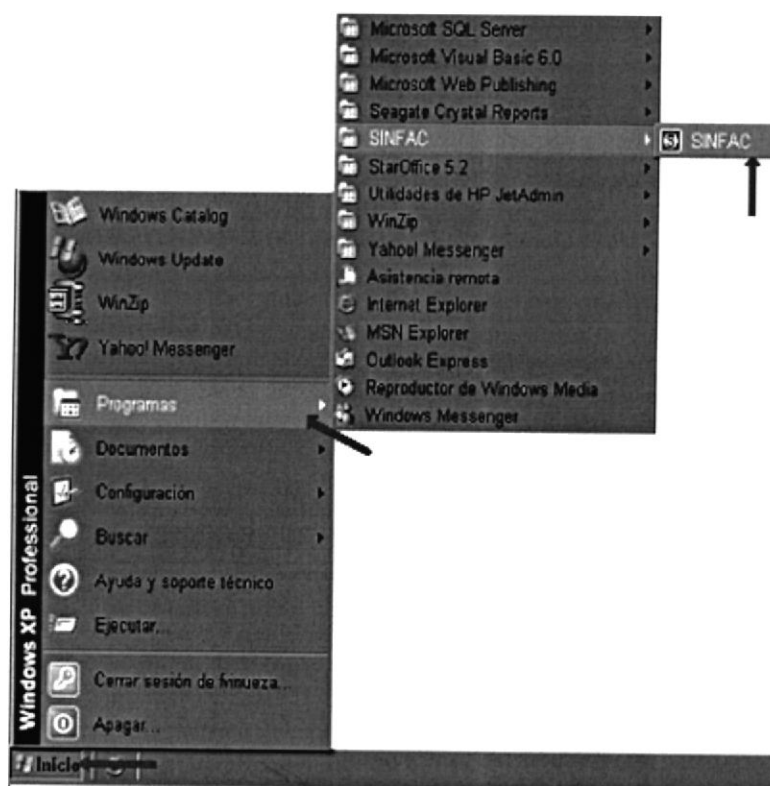 Microsoft SQL Server
Microsoft Visual Basic 6.0
Microsoft Web Publishing
Seagate Crystal Reports
SINFAC
SINFAC
StarOffice 5.2
Utilidades de HP JetAdmin
WinZip
Yahoo! Messenger
Asistencia remota
Internet Explorer
MSN Explorer
Outlook Express
Reproductor de Windows Media
Windows Messenger
Windows Catalog
Windows Update
WinZip
Yahoo! Messenger
Programas
Documentos
Configuración
Buscar
Ayuda y soporte técnico
Ejecutar...
Cerrar sesión de
Apagar...
Windows XP Professional
Inicio